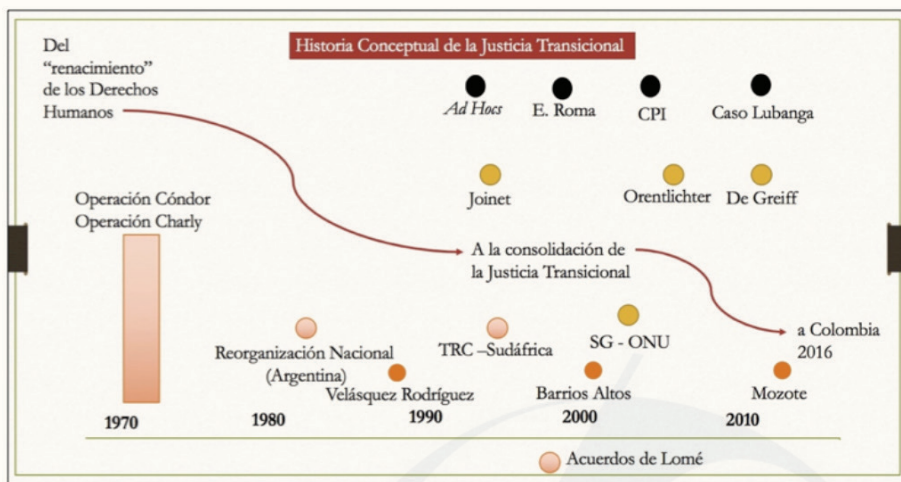 Historia Conceptual de la Justicia Transicional
Del
“renacimiento”
de los Derechos
Humanos
Ad Hocs
E. Roma
CPI
Caso Lubanga
Joinet
Orentlichter
De Greiff
Operación Cóndor
Operación Charly
A la consolidación de
la Justicia Transicional
a Colombia
2016
Reorganización Nacional
(Argentina)
TRC –Sudáfrica
SG - ONU
Velásquez Rodríguez
Barrios Altos
Mozote
1970
1980
1990
2000
2010
Acuerdos de Lomé